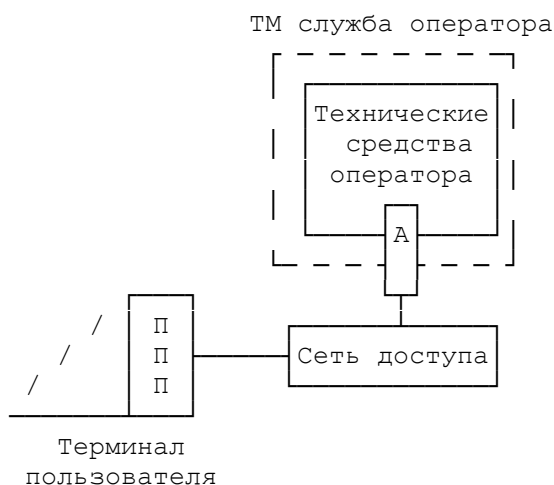 ТМ служба оператора
Технические
средства
оператора
А
П
П
П
Сеть доступа
Терминал
пользователя